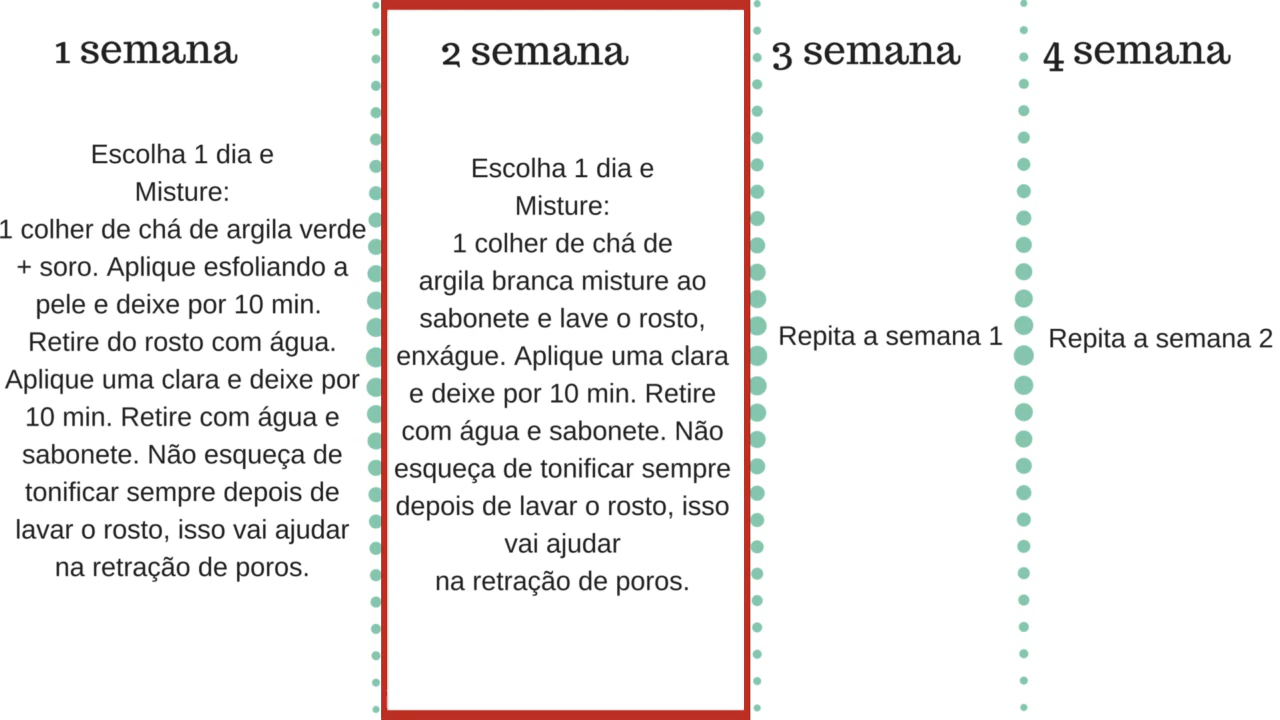 1 semana
Escolha 1 dia e
Misture:
1 colher de chá de argila verde
+ soro. Aplique esfoliando a
pele e deixe por 10 min.
Retire do rosto com água.
Aplique uma clara e deixe por
10 min. Retire com água e
sabonete. Não esqueça de
tonificar sempre depois de
lavar o rosto, isso vai ajudar
na retração de poros.
2 semana
Escolha 1 dia e
Misture:
1 colher de chá de
argila branca misture ao
sabonete e lave o rosto,
enxágue. Aplique uma clara
e deixe por 10 min. Retire
com água e sabonete. Não
esqueça de tonificar sempre
depois de lavar o rosto, isso
vai ajudar
na retração de poros.
3 semana
Repita a semana 1
4 semana
Repita a semana 2